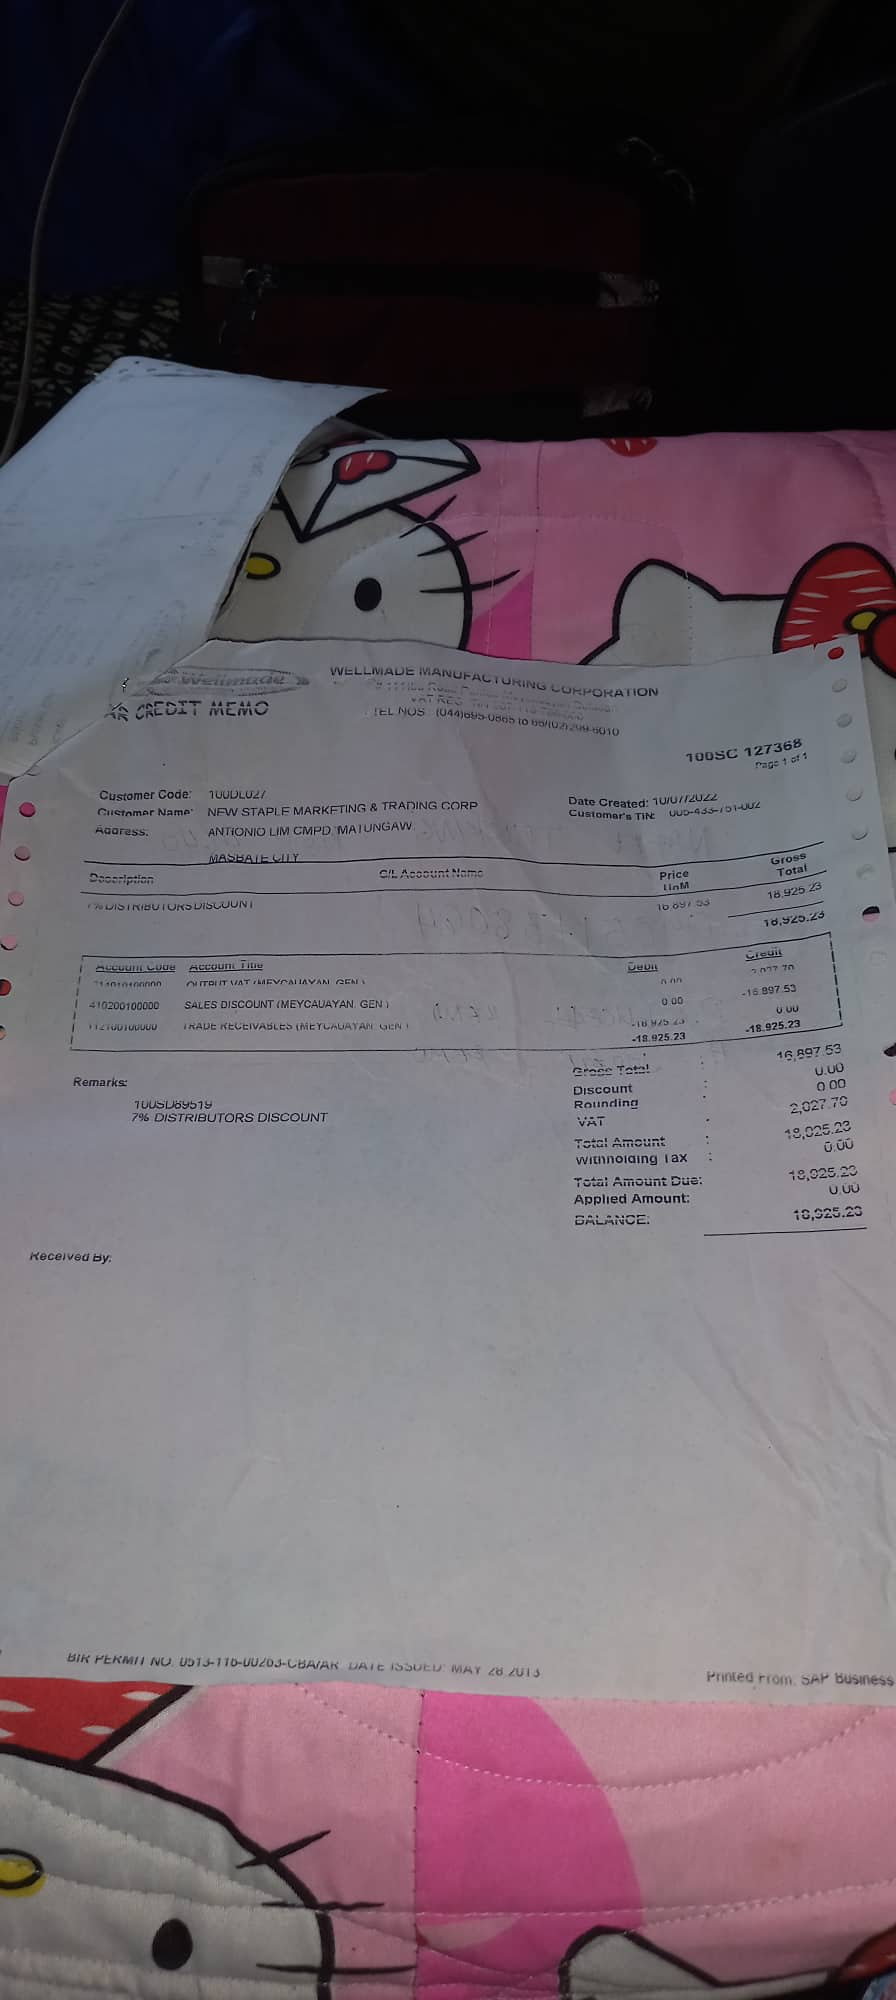 Wellmade
WELLMADE MANUFACTURING CORPORATION
TEL NOS : (044)695-0865 to 66/(02)299-6010
CREDIT MEMO
100SC 127368
Page 1 of 1
Customer Code: 100DL027
Customer Name: NEW STAPLE MARKETING & TRADING CORP
Address: ANTIONIO LIM CMPD, MATUNGAW
MASBATE CITY
Date Created: 10/07/2022
Customer's TIN: 005-433-751-002
Description G/L Account Name Price UoM Gross Total
7% DISTRIBUTORS DISCOUNT 16,897.53 18,925.23
18,925.23
Account Code Account Title Debit Credit
OUTPUT VAT (MEYCAUAYAN, GEN ) 0.00 -2,027.70
410200100000 SALES DISCOUNT (MEYCAUAYAN, GEN ) 0.00 -16,897.53
112100100000 TRADE RECEIVABLES (MEYCAUAYAN, GEN ) -18,925.23 0.00
-18,925.23 -18,925.23
Remarks:
100SD89519
7% DISTRIBUTORS DISCOUNT
Gross Total : 16,897.53
Discount : 0.00
Rounding : 0.00
VAT : 2,027.70
Total Amount : 18,925.23
Withholding Tax : 0.00
Total Amount Due: 18,925.23
Applied Amount: 0.00
BALANCE: 18,925.23
Received By:
BIR PERMIT NO. 0513-116-00263-CBA/AR DATE ISSUED: MAY 28 2013
Printed From: SAP Business